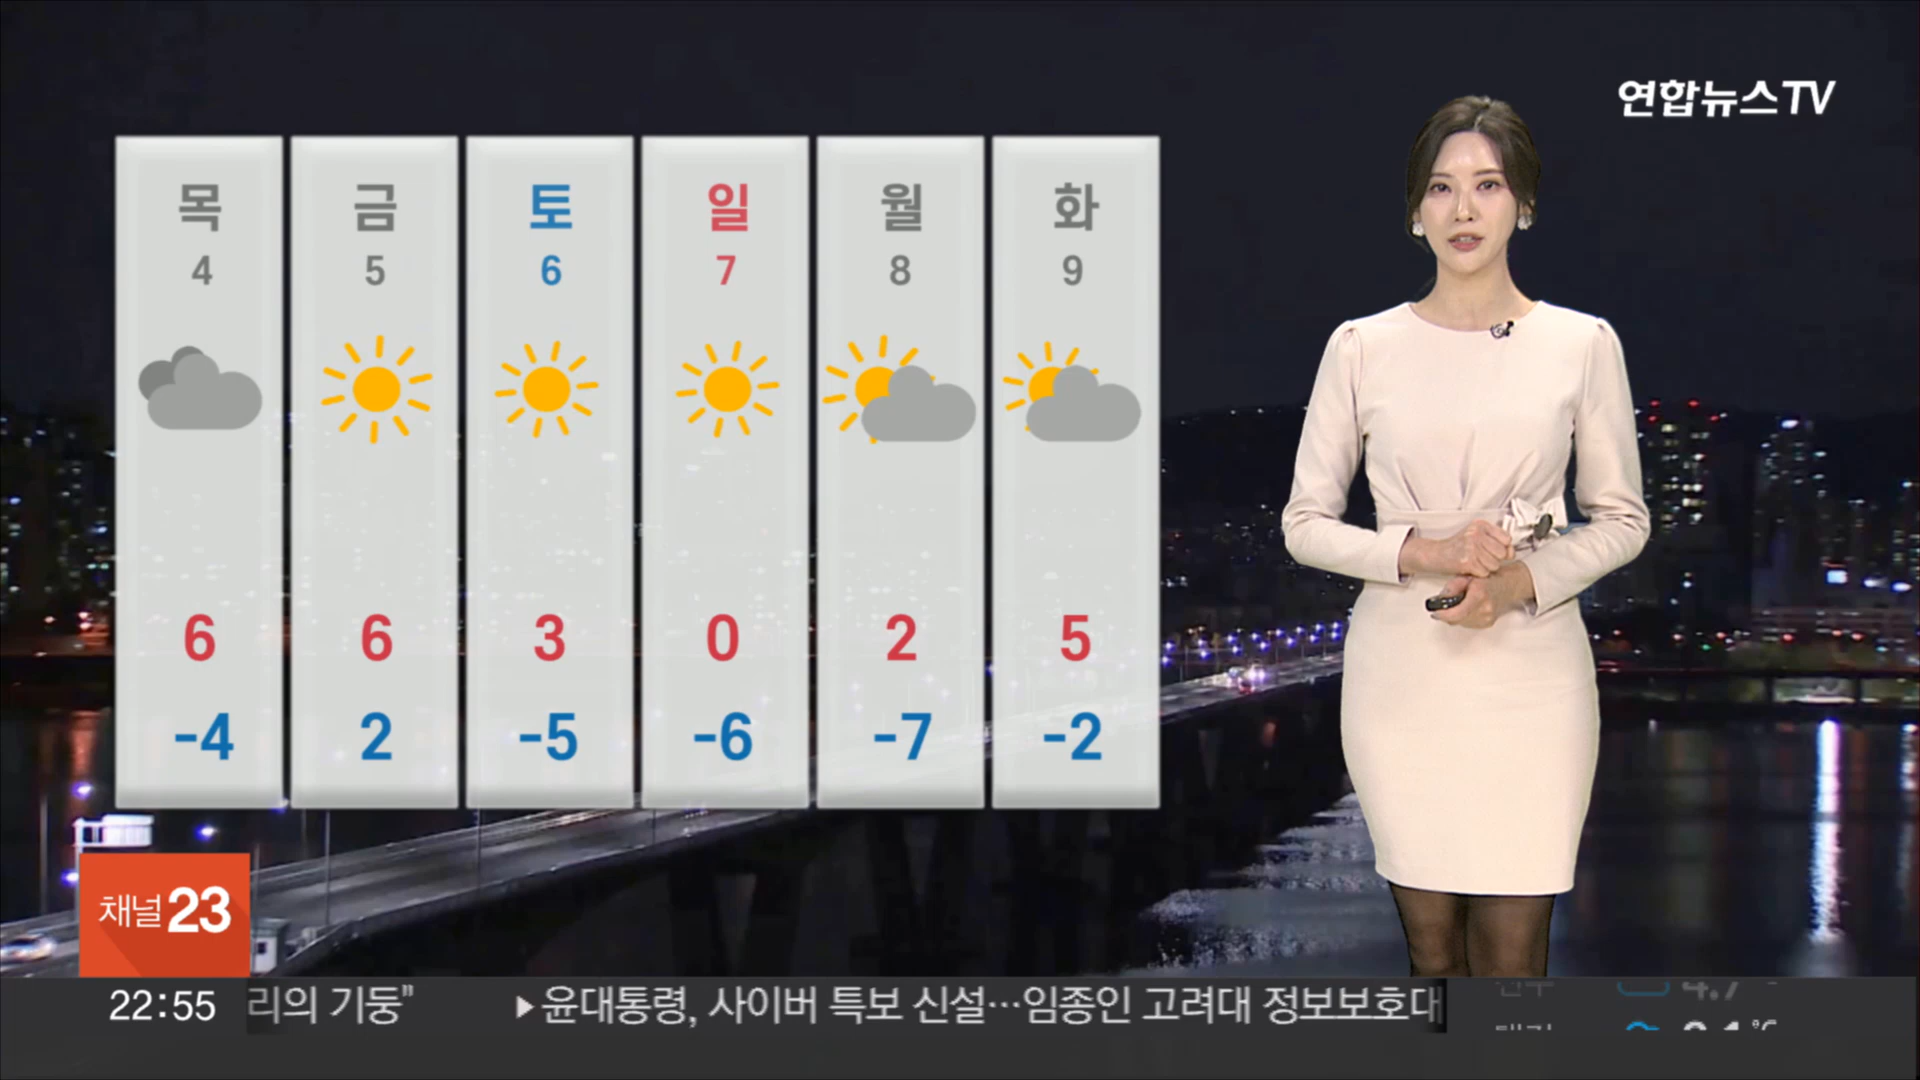 연합뉴스TV
목 금 토 일 월 화
4 5 6 7 8 9
6 6 3 0 2 5
-4 2 -5 -6 -7 -2
채널23
22:55 리의 기둥" ▶윤대통령, 사이버 특보 신설…임종인 고려대 정보보호대